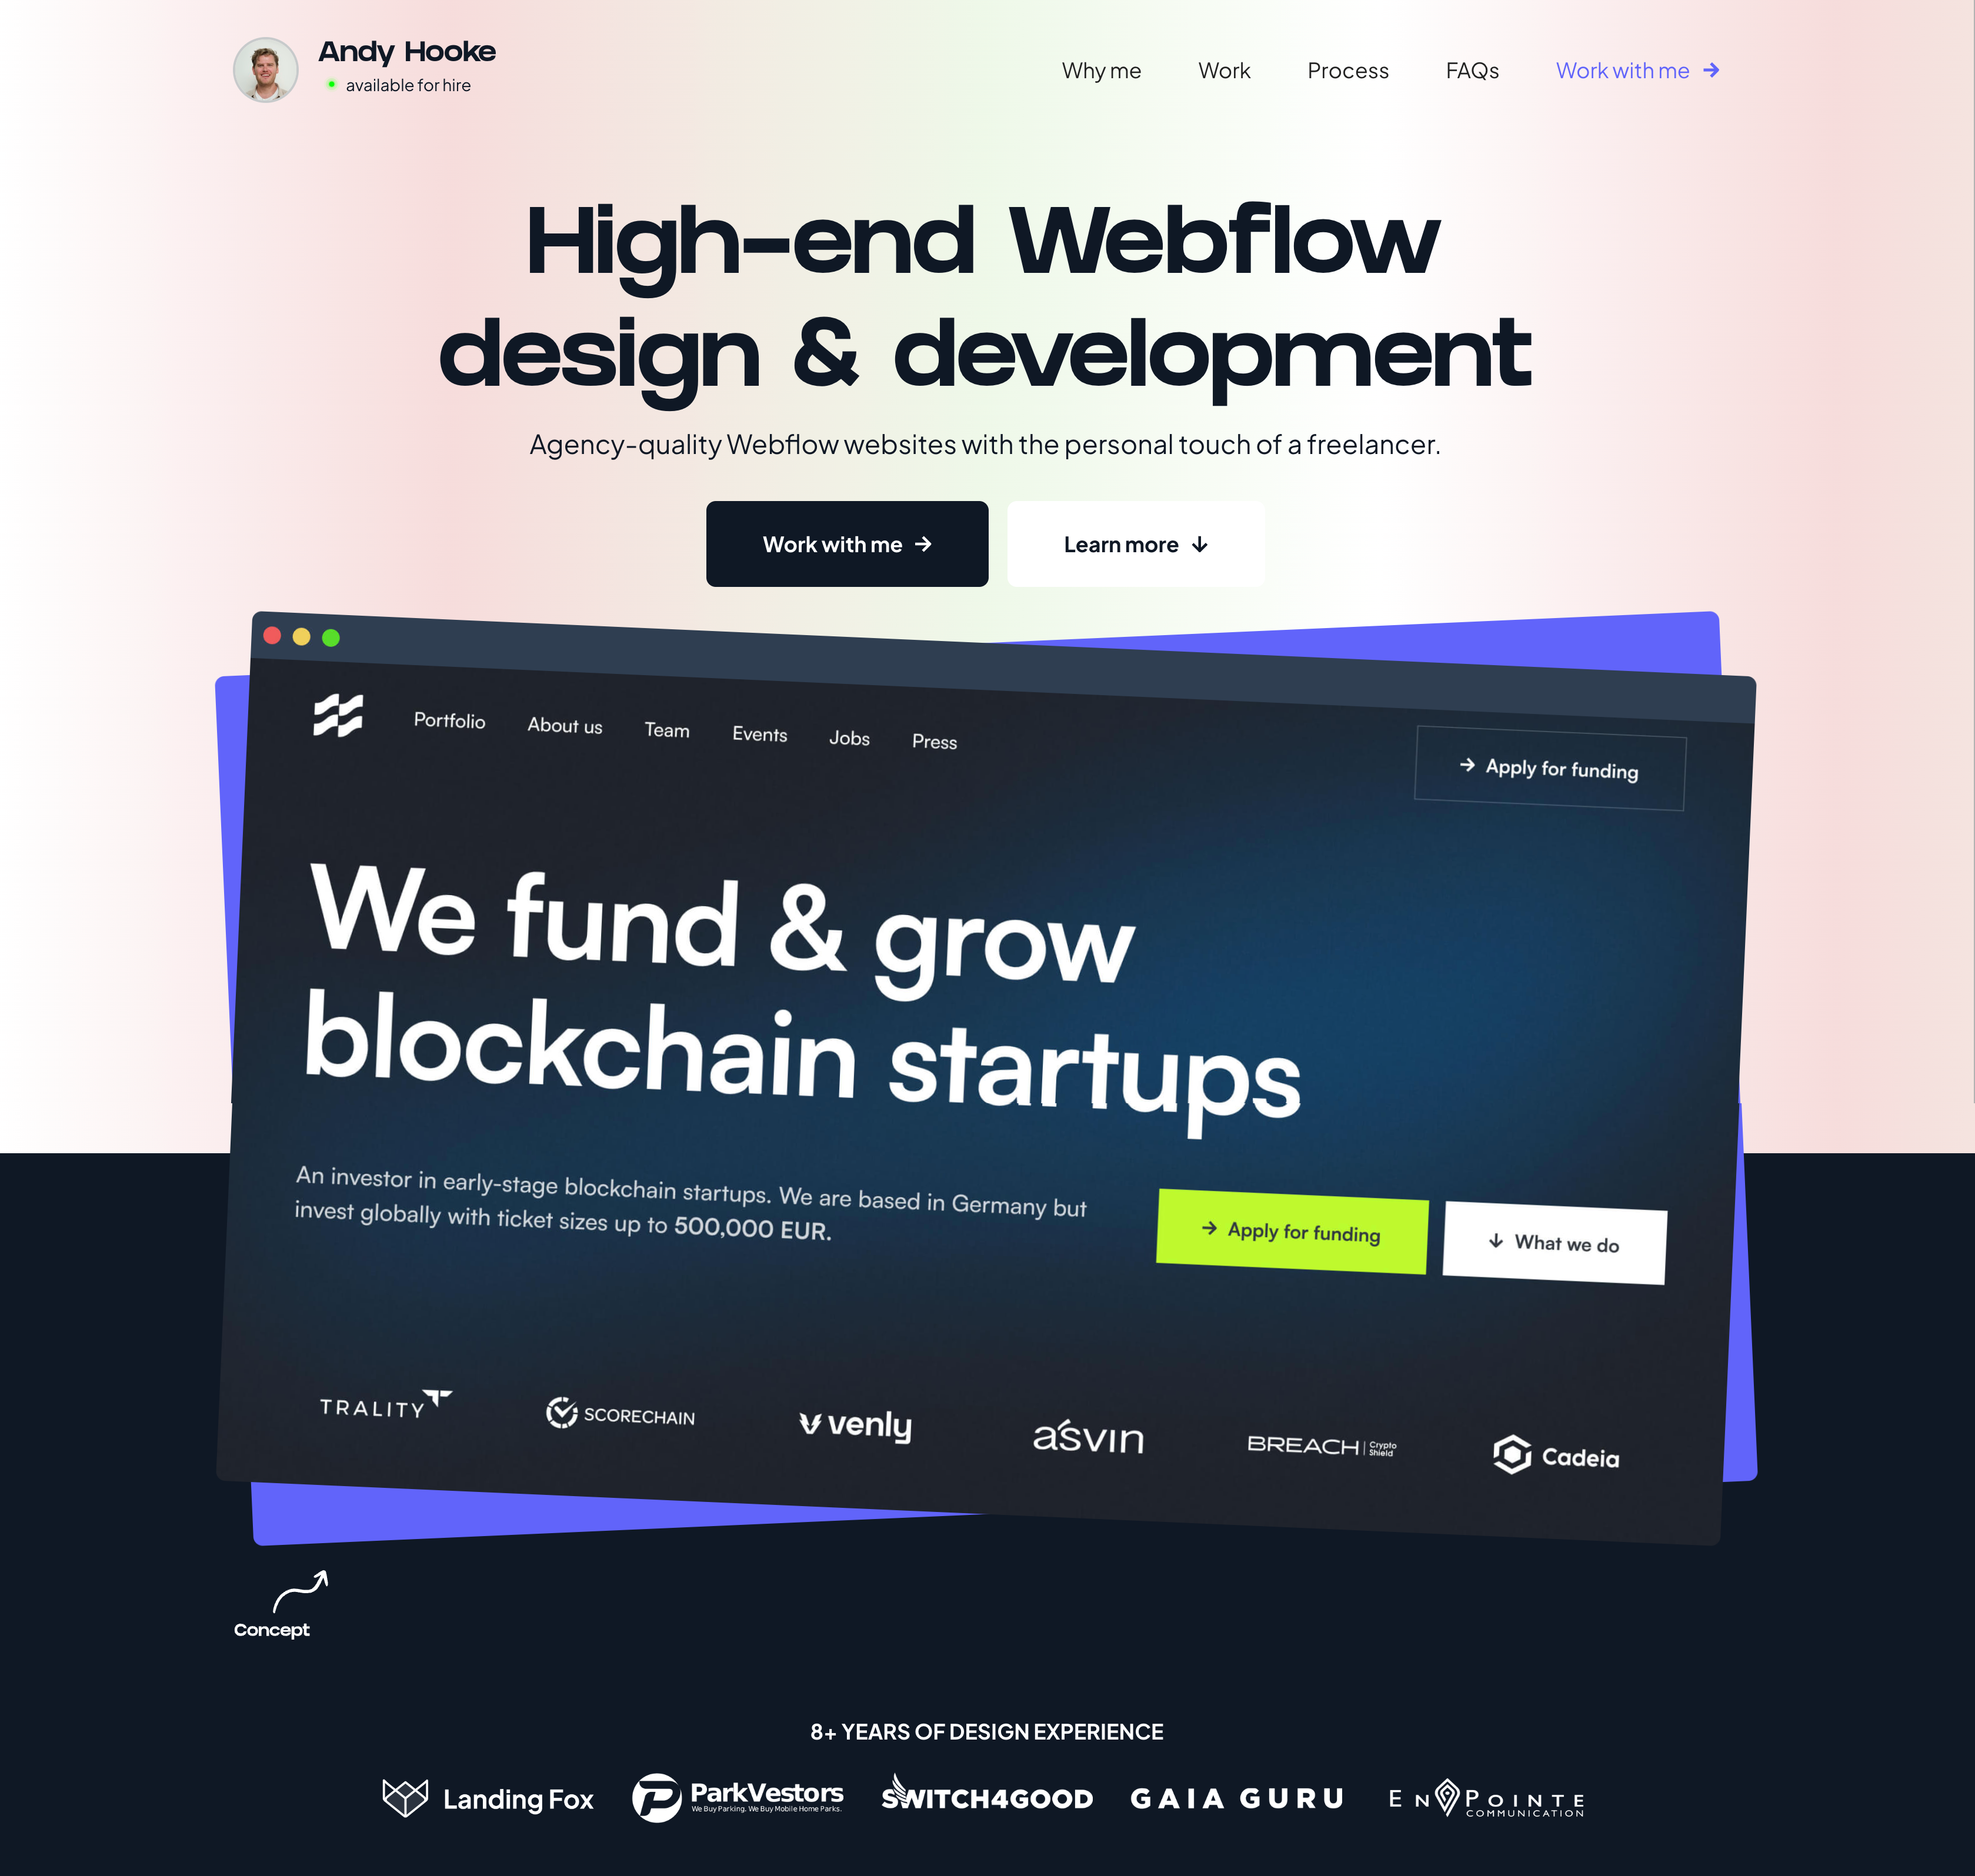 Andy Hooke
available for hire
Why me
Work
Process
FAQs
Work with me
High-end Webflow
design & development
Agency-quality Webflow websites with the personal touch of a freelancer.
Work with me
Learn more
Portfolio
About us
Team
Events
Jobs
Press
Apply for funding
We fund & grow
blockchain startups
An investor in early-stage blockchain startups. We are based in Germany but
invest globally with ticket sizes up to 500,000 EUR.
Apply for funding
What we do
TRALITY
SCORECHAIN
venly
asvin
BREACH
Crypto
Shield
Cadeia
Concept
8+ YEARS OF DESIGN EXPERIENCE
Landing Fox
ParkVestors
We Buy Parking. We Buy Mobile Home Parks.
SWITCH4GOOD
GAIA GURU
EN POINTE
COMMUNICATION